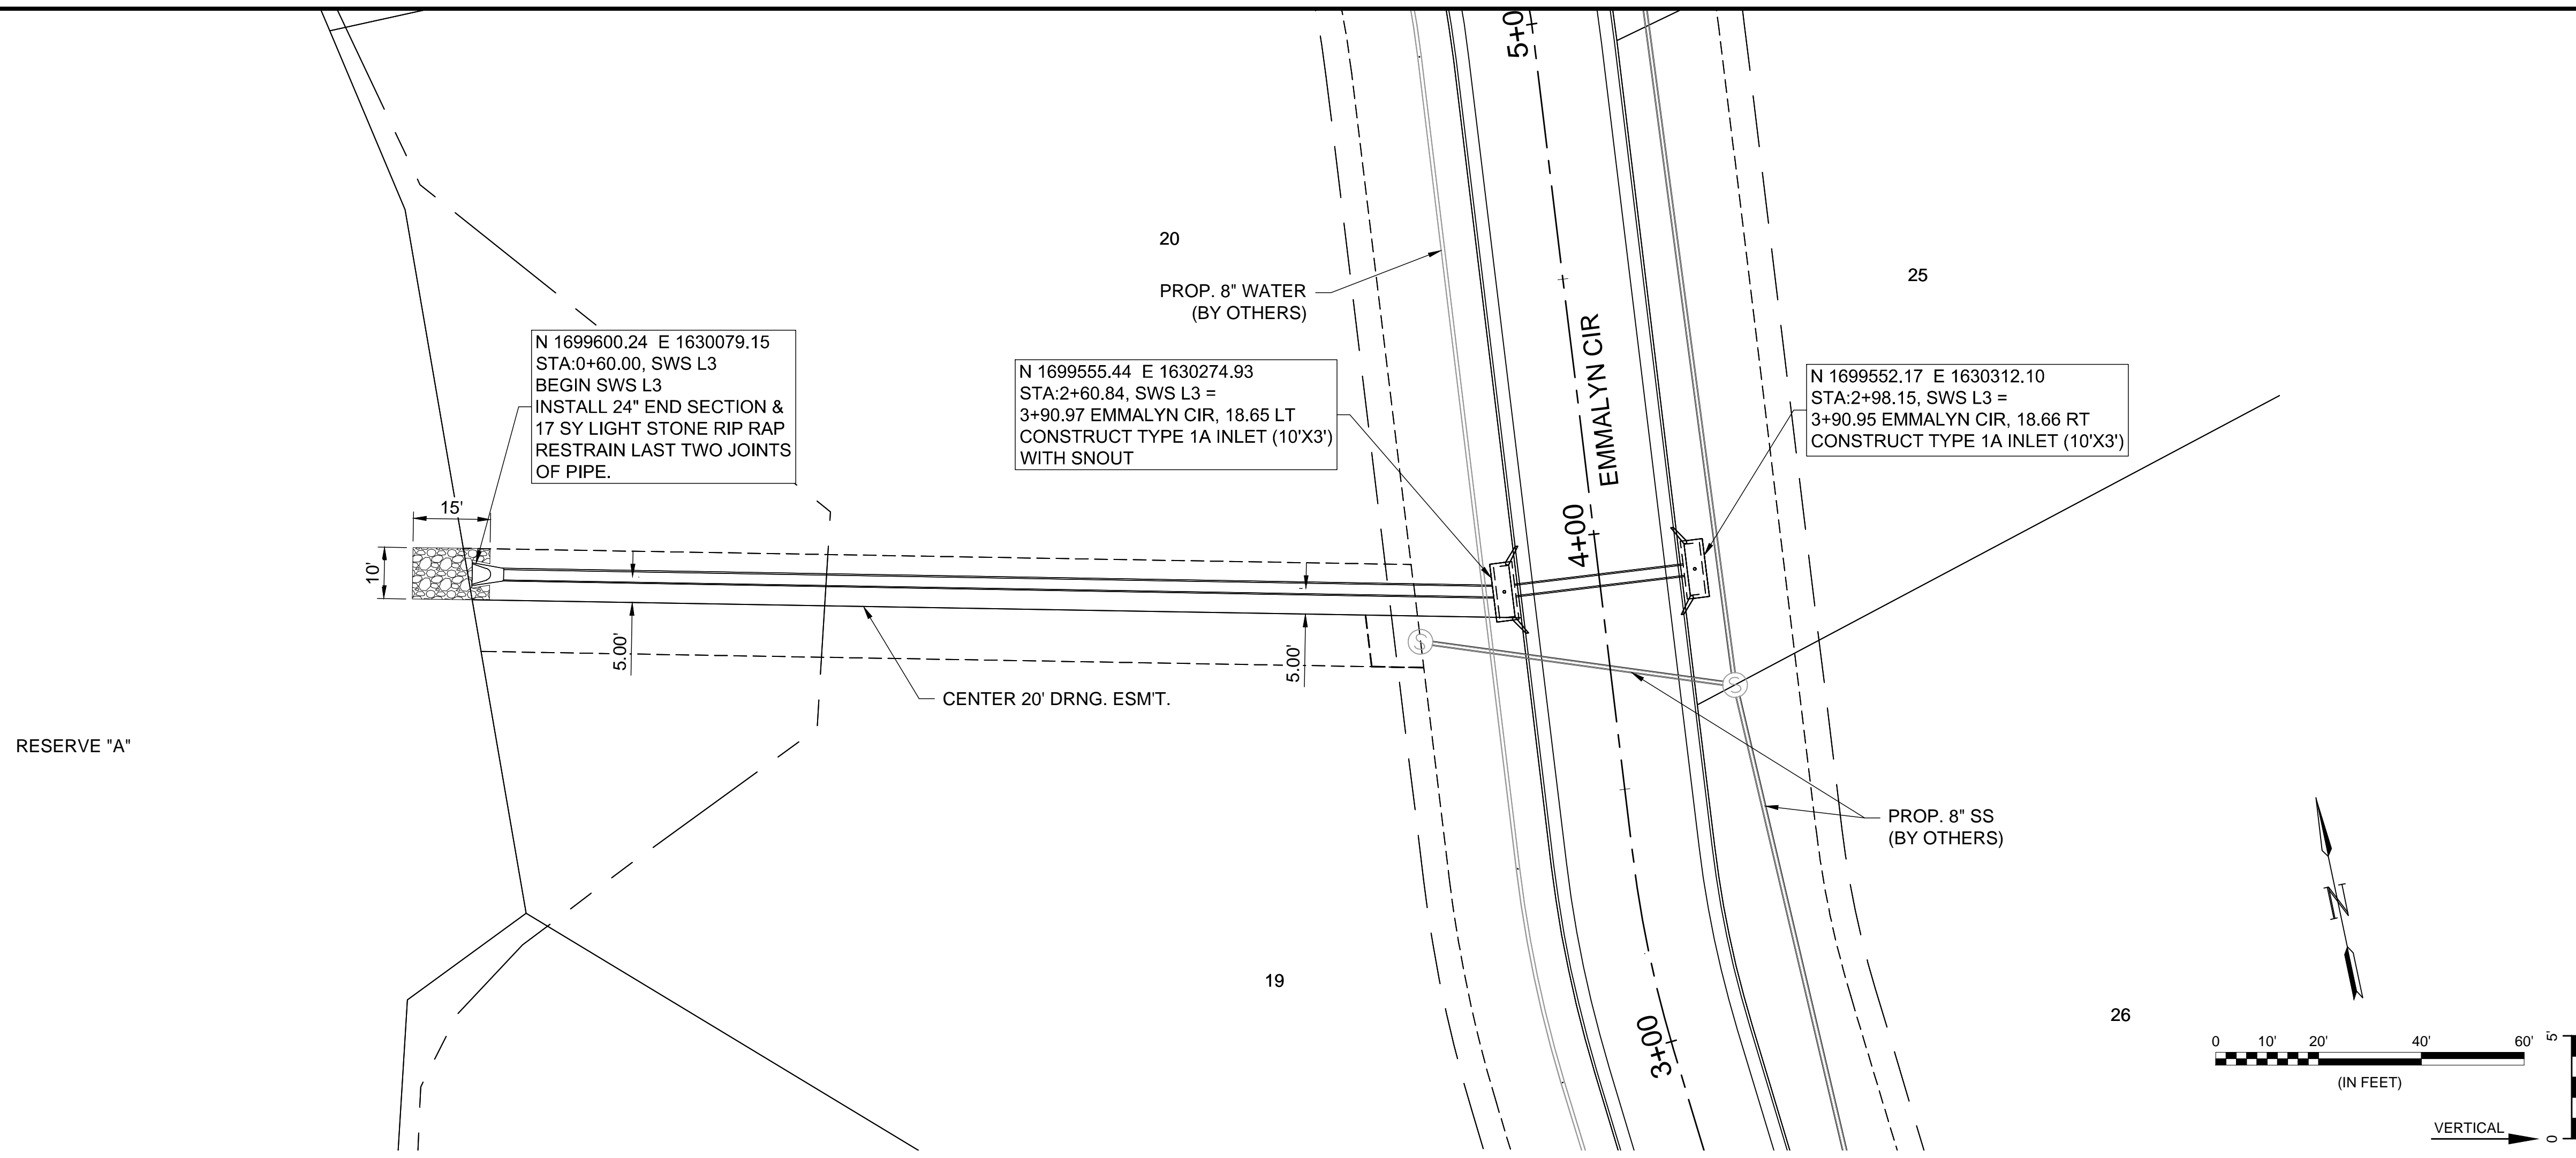 5+0
20
PROP. 8" WATER
(BY OTHERS)
25
N 1699600.24 E 1630079.15
STA:0+60.00, SWS L3
BEGIN SWS L3
INSTALL 24" END SECTION &
17 SY LIGHT STONE RIP RAP
RESTRAIN LAST TWO JOINTS
OF PIPE.
N 1699555.44 E 1630274.93
STA:2+60.84, SWS L3 =
3+90.97 EMMALYN CIR, 18.65 LT
CONSTRUCT TYPE 1A INLET (10'X3')
WITH SNOUT
EMMALYN CIR
N 1699552.17 E 1630312.10
STA:2+98.15, SWS L3 =
3+90.95 EMMALYN CIR, 18.66 RT
CONSTRUCT TYPE 1A INLET (10'X3')
15'
10'
4+00
5.00'
5.00'
S
S
CENTER 20' DRNG. ESM'T.
RESERVE "A"
PROP. 8" SS
(BY OTHERS)
N
19
26
3+00
0 10' 20' 40' 60'
(IN FEET)
5'
VERTICAL
0